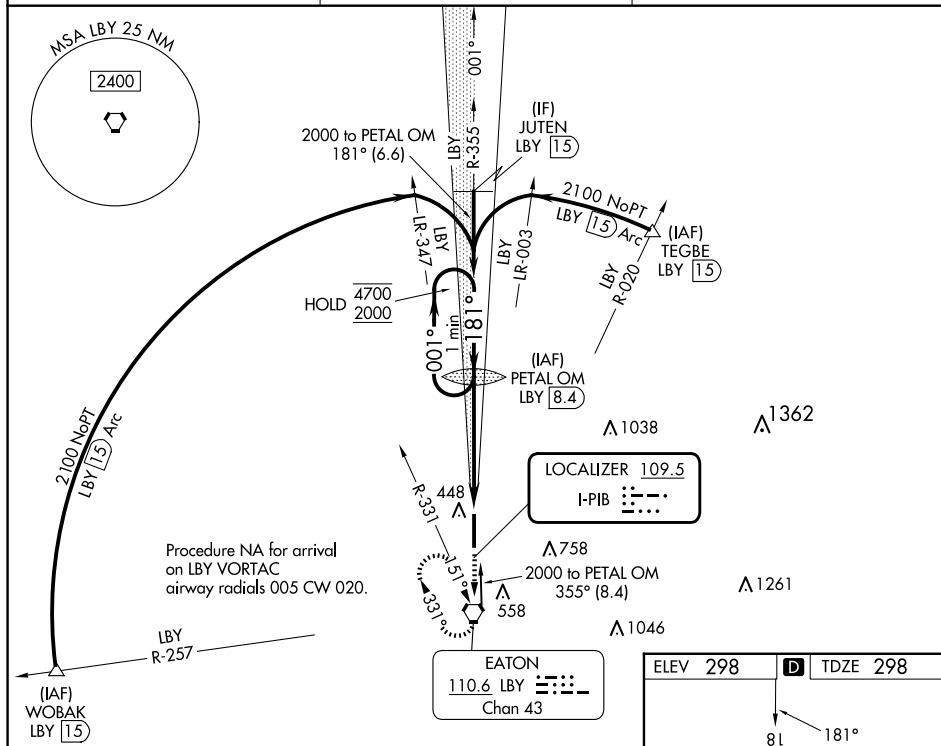 MSA LBY 25 NM
2400
001°
LBY
R-355
2000 to PETAL OM
181° (6.6)
(IF)
JUTEN
LBY 15
2100 NoPT
LBY 15 Arc
(IAF)
TEGBE
LBY 15
LBY
R-020
LBY
LR-347
LBY
LR-003
HOLD 4700
2000
001°
1 min
181°
(IAF)
PETAL OM
LBY 8.4
2100 NoPT
LBY 15 Arc
1038
1362
LOCALIZER 109.5
I-PIB
448
R-331
151°
331°
758
2000 to PETAL OM
355° (8.4)
558
1261
1046
Procedure NA for arrival
on LBY VORTAC
airway radials 005 CW 020.
LBY
R-257
(IAF)
WOBAK
LBY 15
EATON
110.6 LBY
Chan 43
ELEV 298 D TDZE 298
181°
18